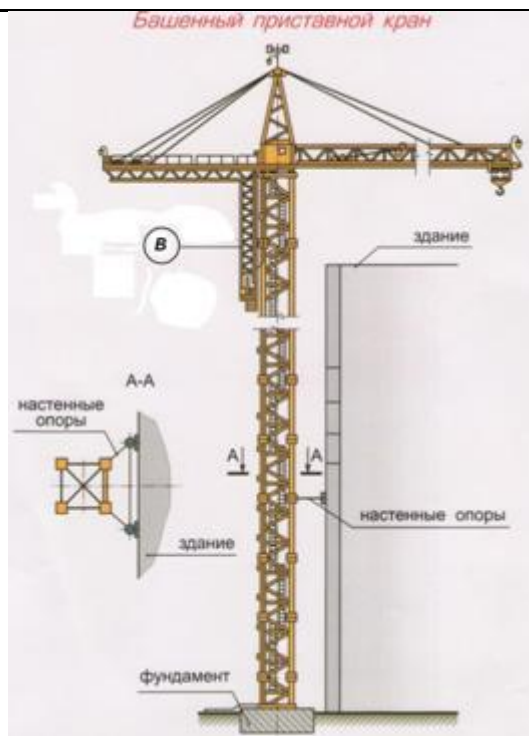 Башенный приставной кран
здание
В
А-А
настенные
опоры
А
А
настенные опоры
здание
фундамент